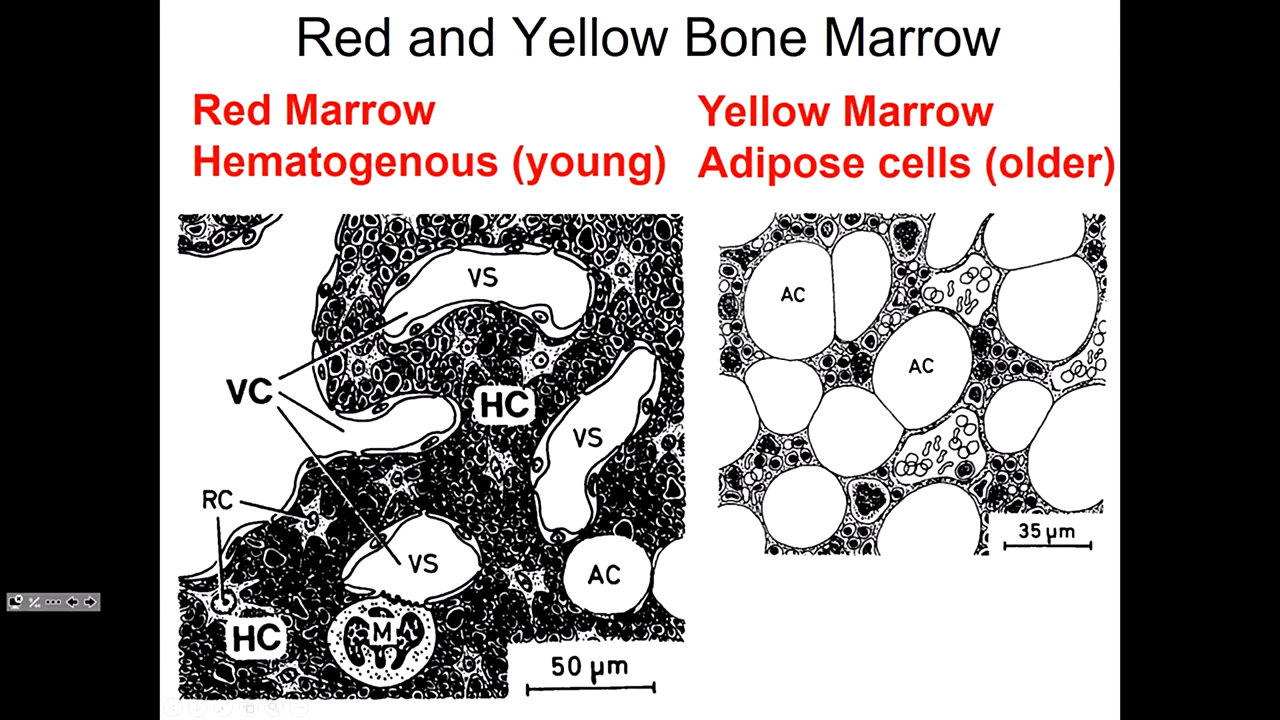 Red and Yellow Bone Marrow
Red Marrow
Hematogenous (young)
Yellow Marrow
Adipose cells (older)
VS
VC
HC
VS
RC
VS
AC
HC
M
50 µm
AC
AC
35 µm